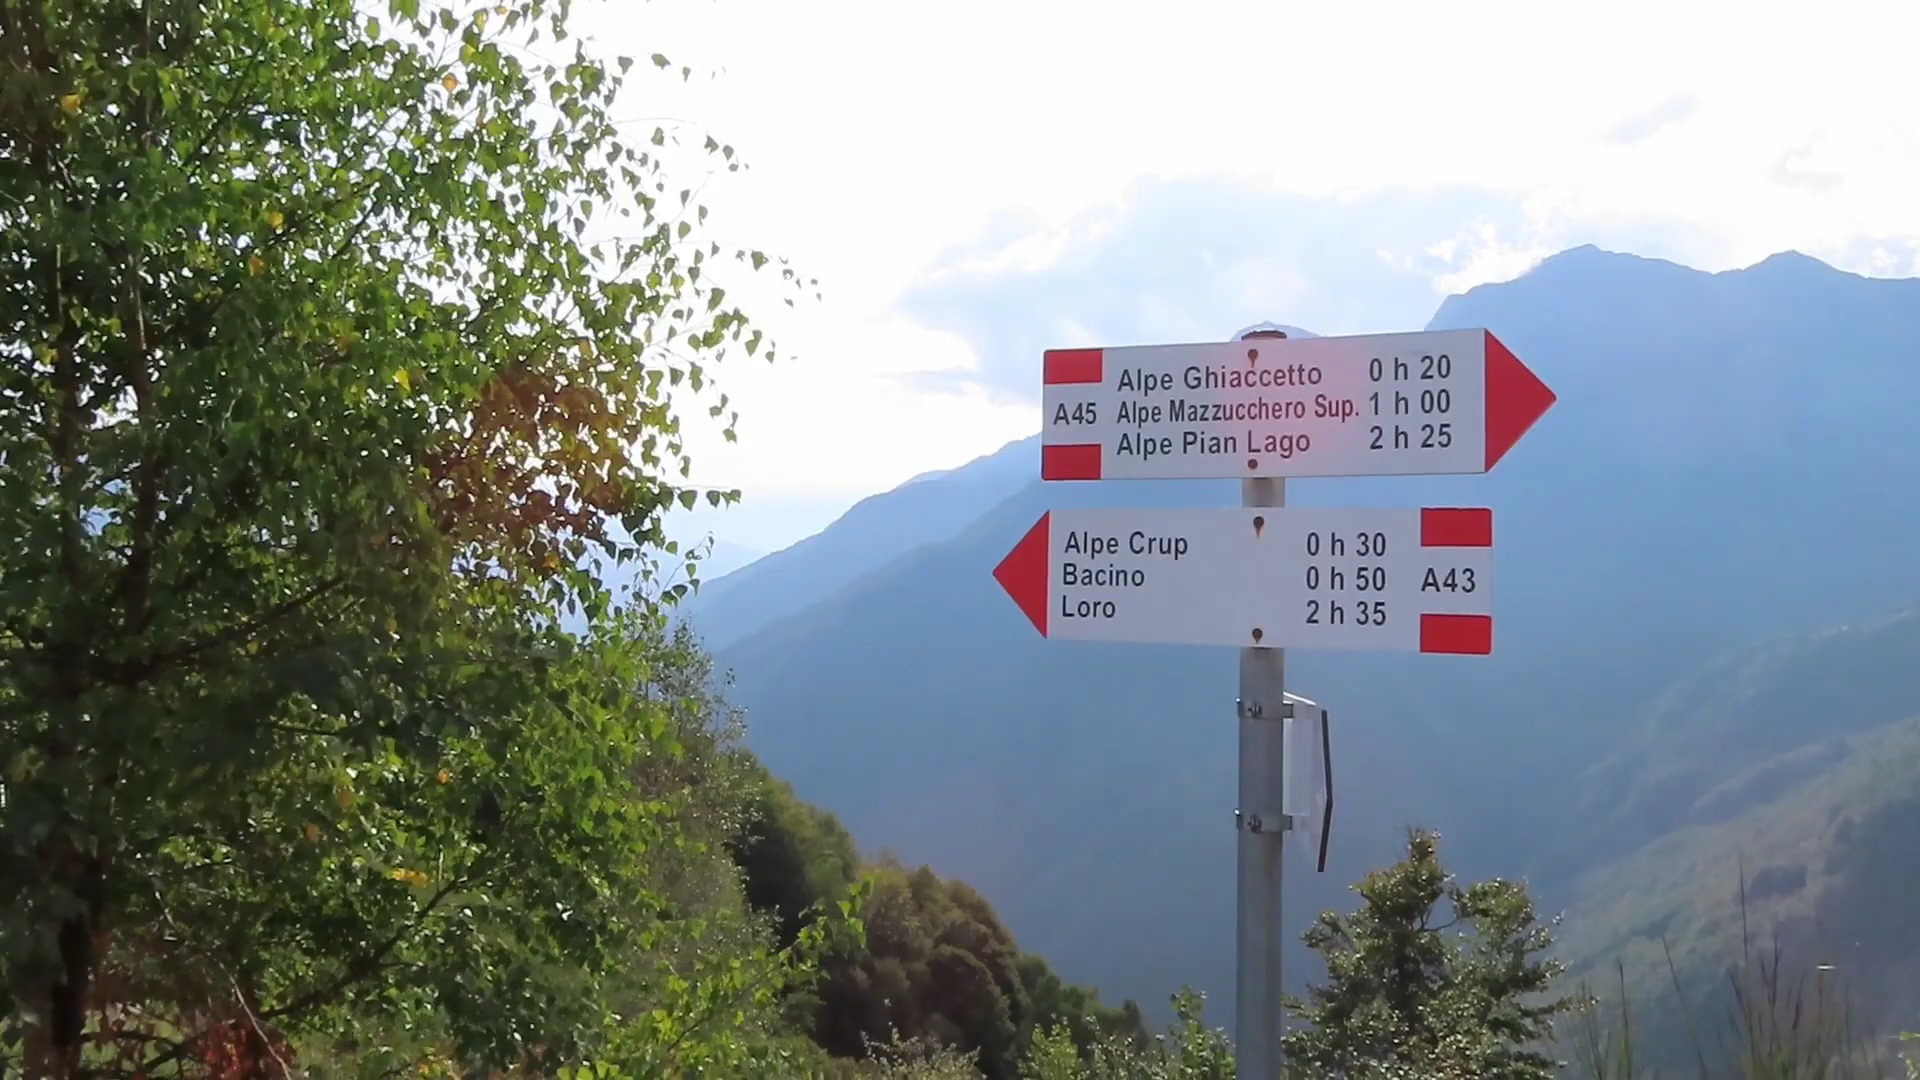 A45
Alpe Ghiaccetto 0 h 20
Alpe Mazzucchero Sup. 1 h 00
Alpe Pian Lago 2 h 25
Alpe Crup 0 h 30
Bacino 0 h 50
Loro 2 h 35
A43